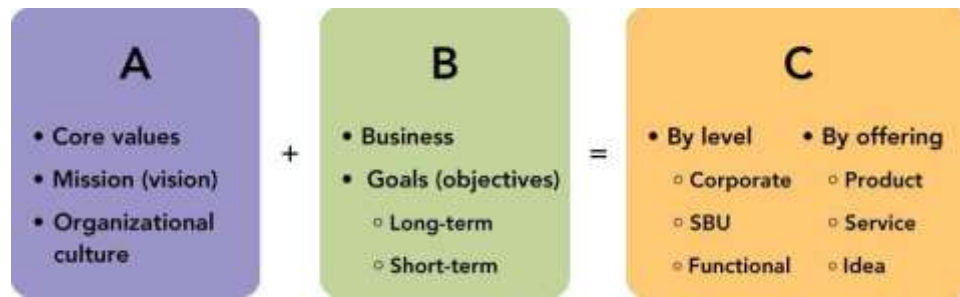 A
• Core values
• Mission (vision)
• Organizational
culture
+
B
• Business
• Goals (objectives)
○ Long-term
○ Short-term
=
C
• By level
○ Corporate
○ SBU
○ Functional
• By offering
○ Product
○ Service
○ Idea